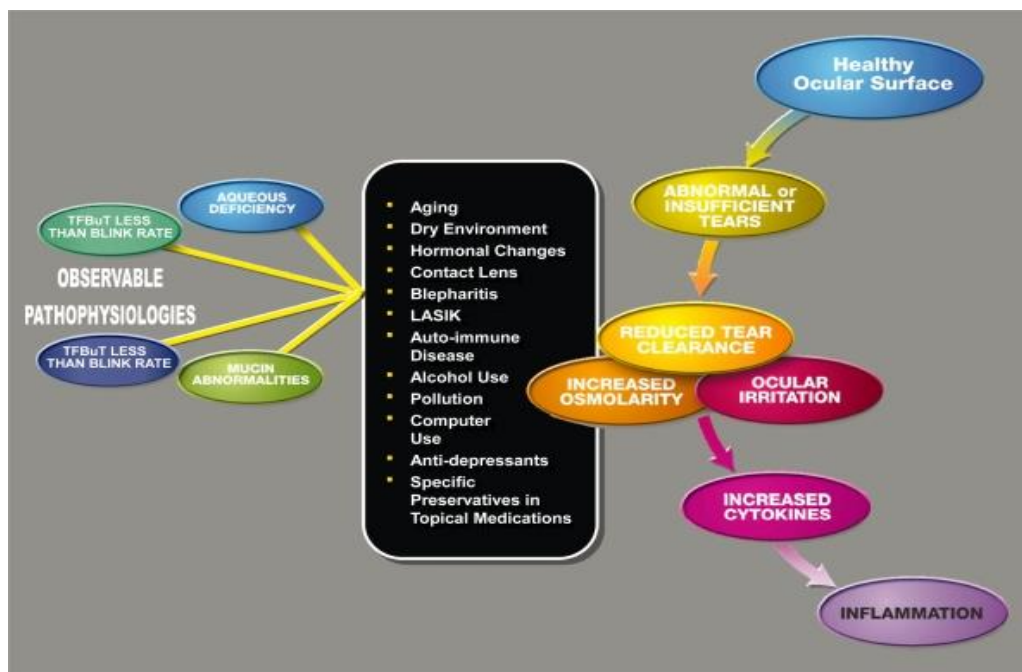 TFBuT LESS
THAN BLINK RATE
AQUEOUS
DEFICIENCY
OBSERVABLE
PATHOPHYSIOLOGIES
TFBuT LESS
THAN BLINK RATE
MUCIN
ABNORMALITIES
▪ Aging
▪ Dry Environment
▪ Hormonal Changes
▪ Contact Lens
▪ Blepharitis
▪ LASIK
▪ Auto-immune
Disease
▪ Alcohol Use
▪ Pollution
▪ Computer
Use
▪ Anti-depressants
▪ Specific
Preservatives in
Topical Medications
Healthy
Ocular Surface
ABNORMAL or
INSUFFICIENT
TEARS
REDUCED TEAR
CLEARANCE
INCREASED
OSMOLARITY
OCULAR
IRRITATION
INCREASED
CYTOKINES
INFLAMMATION